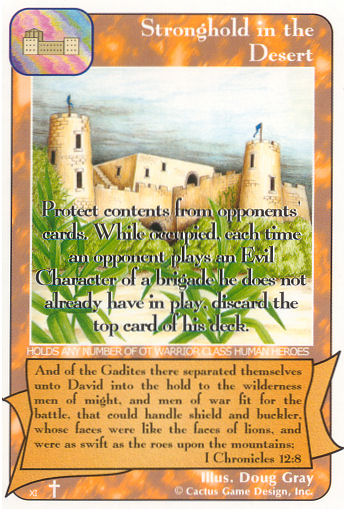 Stronghold in the
Desert
Protect contents from opponents'
cards. While occupied, each time
an opponent plays an Evil
Character of a brigade he does not
already have in play, discard the
top card of his deck.
HOLDS ANY NUMBER OF OT WARRIOR-CLASS HUMAN HEROES
And of the Gadites there separated themselves
unto David into the hold to the wilderness
men of might, and men of war fit for the
battle, that could handle shield and buckler,
whose faces were like the faces of lions, and
were as swift as the roes upon the mountains;
I Chronicles 12:8
XI
Illus. Doug Gray
© Cactus Game Design, Inc.